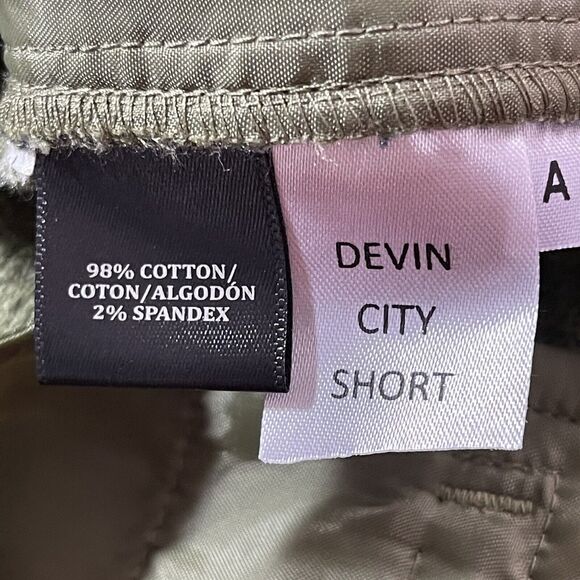 98% COTTON/
COTON/ALGODÓN
2% SPANDEX
DEVIN
CITY
SHORT
A